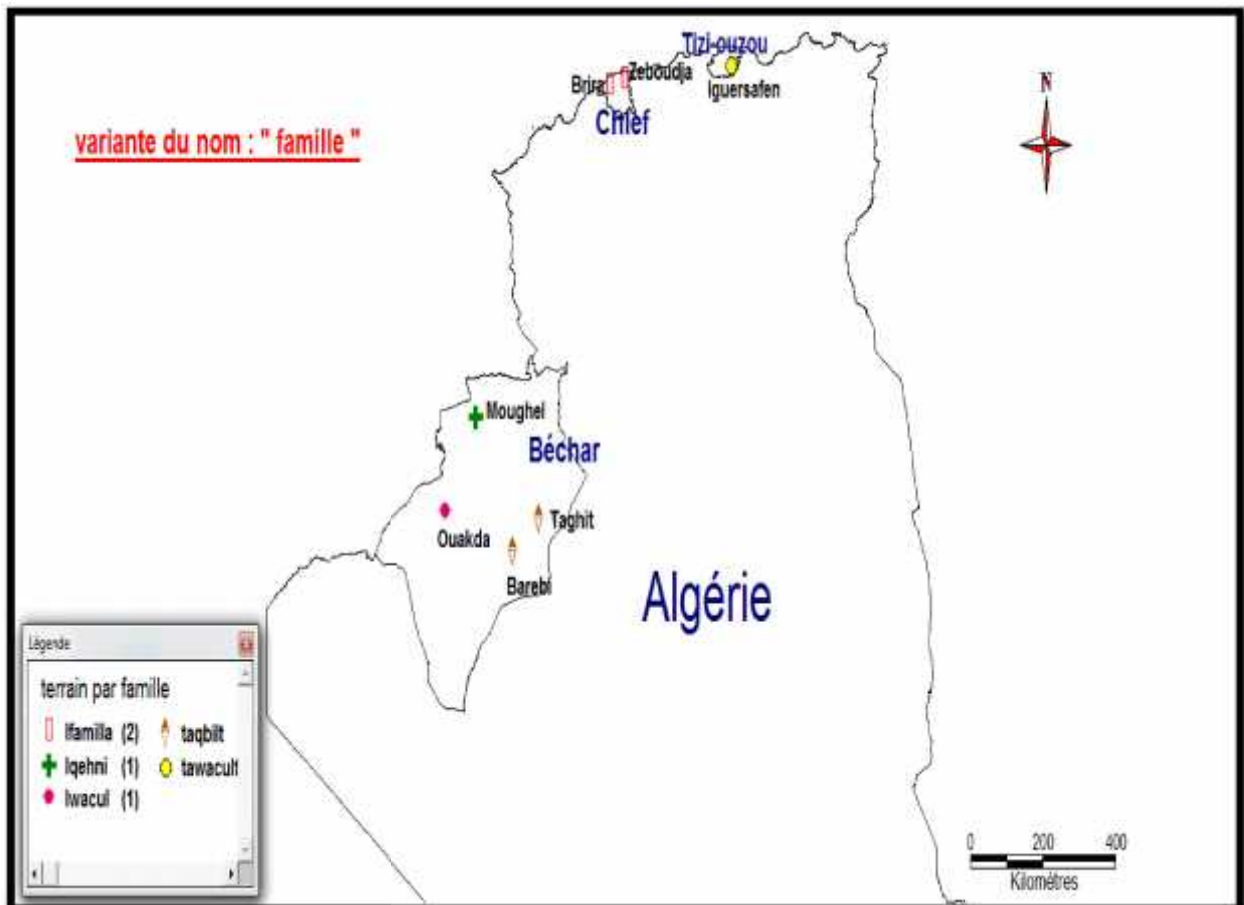 Tizi-ouzou
Zeboudja
Brira
Iguersafen
Chlef
N
variante du nom : " famille "
Moughel
Béchar
Ouakda
Taghit
Barebi
Algérie
Légende
terrain par famille
lfamilla (2)
taqbilt
lqehni (1)
tawacult
lwacul (1)
0 200 400
Kilométres